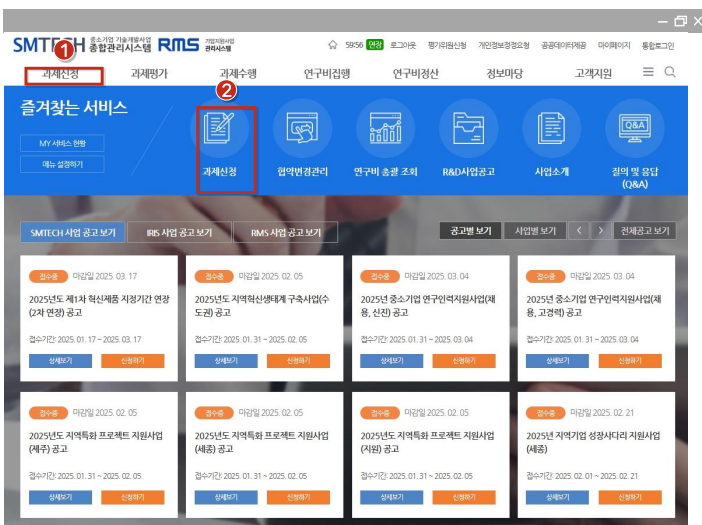 SMTECH 중소기업 기술개발사업 종합관리시스템 RMS 기업지원사업 관리시스템
59:56 연장 로그아웃 평가위원신청 개인정보정정요청 공공데이터제공 마이페이지 통합로그인
1
과제신청 과제평가 과제수행 연구비집행 연구비정산 정보마당 고객지원
2
즐겨찾는 서비스
MY 서비스 현황
메뉴 설정하기
과제신청 협약변경관리 연구비 총괄 조회 R&D사업공고 사업소개 질의 및 응답
(Q&A)
Q&A
SMTECH 사업 공고 보기 IRIS 사업 공고 보기 RMS 사업 공고 보기 공고별 보기 사업별 보기 < > 전체공고 보기
접수중 마감일 2025. 03. 17
2025년도 제1차 혁신제품 지정기간 연장
(2차 연장) 공고
접수기간: 2025. 01. 17 ~ 2025. 03. 17
상세보기 신청하기
접수중 마감일 2025. 02. 05
2025년도 지역혁신생태계 구축사업(수
도권) 공고
접수기간: 2025. 01. 31 ~ 2025. 02. 05
상세보기 신청하기
접수중 마감일 2025. 03. 04
2025년 중소기업 연구인력지원사업(채
용, 신진) 공고
접수기간: 2025. 01. 31 ~ 2025. 03. 04
상세보기 신청하기
접수중 마감일 2025. 03. 04
2025년 중소기업 연구인력지원사업(채
용, 고경력) 공고
접수기간: 2025. 01. 31 ~ 2025. 03. 04
상세보기 신청하기
접수중 마감일 2025. 02. 05
2025년도 지역특화 프로젝트 지원사업
(제주) 공고
접수기간: 2025. 01. 31 ~ 2025. 02. 05
상세보기 신청하기
접수중 마감일 2025. 02. 05
2025년도 지역특화 프로젝트 지원사업
(세종) 공고
접수기간: 2025. 01. 31 ~ 2025. 02. 05
상세보기 신청하기
접수중 마감일 2025. 02. 05
2025년도 지역특화 프로젝트 지원사업
(지원) 공고
접수기간: 2025. 01. 31 ~ 2025. 02. 05
상세보기 신청하기
접수중 마감일 2025. 02. 21
2025년 지역기업 성장사다리 지원사업
(세종)
접수기간: 2025. 02. 01 ~ 2025. 02. 21
상세보기 신청하기